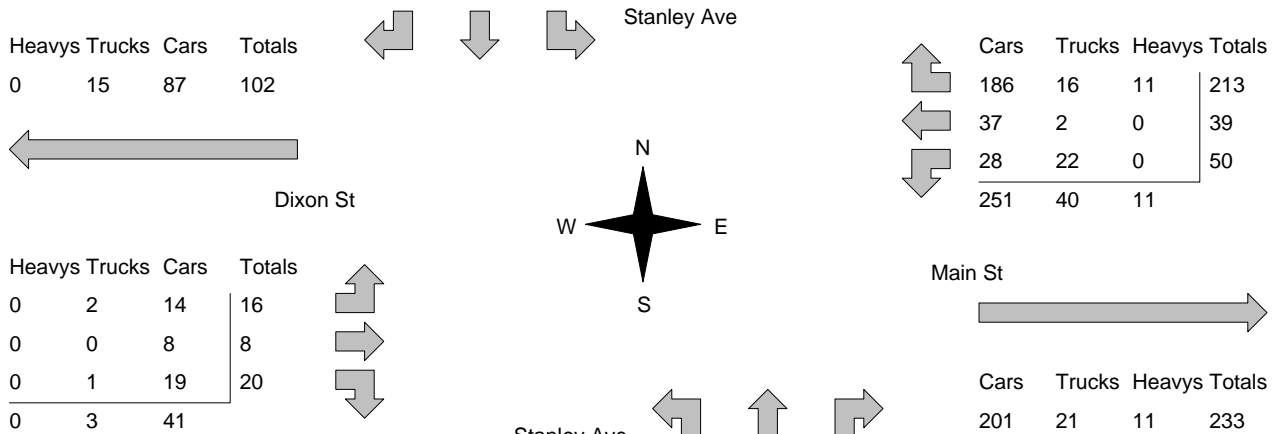 Stanley Ave
Heavys Trucks Cars Totals
0 15 87 102
Cars Trucks Heavys Totals
186 16 11 213
37 2 0 39
28 22 0 50
251 40 11
N
Dixon St
W E
S
Heavys Trucks Cars Totals
0 2 14 16
0 0 8 8
0 1 19 20
0 3 41
Main St
Cars Trucks Heavys Totals
201 21 11 233
Stanley Ave